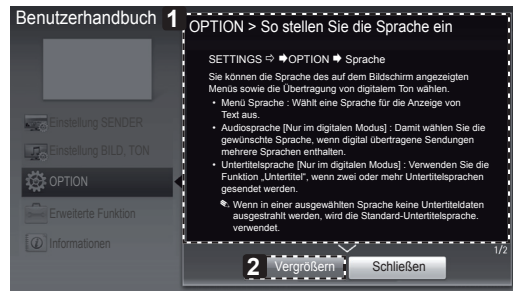 Benutzerhandbuch
1
OPTION > So stellen Sie die Sprache ein
SETTINGS ⇨ 🡆OPTION 🡆 Sprache
Sie können die Sprache des auf dem Bildschirm angezeigten
Menüs sowie die Übertragung von digitalem Ton wählen.
• Menü Sprache : Wählt eine Sprache für die Anzeige von
Text aus.
• Audiosprache [Nur im digitalen Modus] : Damit wählen Sie die
gewünschte Sprache, wenn digital übertragene Sendungen
mehrere Sprachen enthalten.
• Untertitelsprache [Nur im digitalen Modus] : Verwenden Sie die
Funktion „Untertitel", wenn zwei oder mehr Untertitelsprachen
gesendet werden.
✎ Wenn in einer ausgewählten Sprache keine Untertiteldaten
ausgestrahlt werden, wird die Standard-Untertitelsprache.
verwendet.
Einstellung SENDER
Einstellung BILD, TON
OPTION
Erweiterte Funktion
Informationen
1/2
2
Vergrößern
Schließen